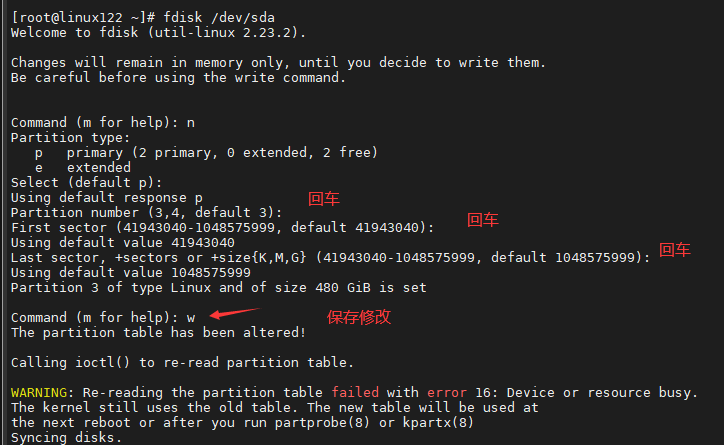 [root@linux122 ~]# fdisk /dev/sda
Welcome to fdisk (util-linux 2.23.2).
Changes will remain in memory only, until you decide to write them.
Be careful before using the write command.
Command (m for help): n
Partition type:
   p   primary (2 primary, 0 extended, 2 free)
   e   extended
Select (default p):
Using default response p 回车
Partition number (3,4, default 3):
First sector (41943040-1048575999, default 41943040): 回车
Using default value 41943040
Last sector, +sectors or +size{K,M,G} (41943040-1048575999, default 1048575999): 回车
Using default value 1048575999
Partition 3 of type Linux and of size 480 GiB is set
Command (m for help): w 保存修改
The partition table has been altered!
Calling ioctl() to re-read partition table.
WARNING: Re-reading the partition table failed with error 16: Device or resource busy.
The kernel still uses the old table. The new table will be used at
the next reboot or after you run partprobe(8) or kpartx(8)
Syncing disks.